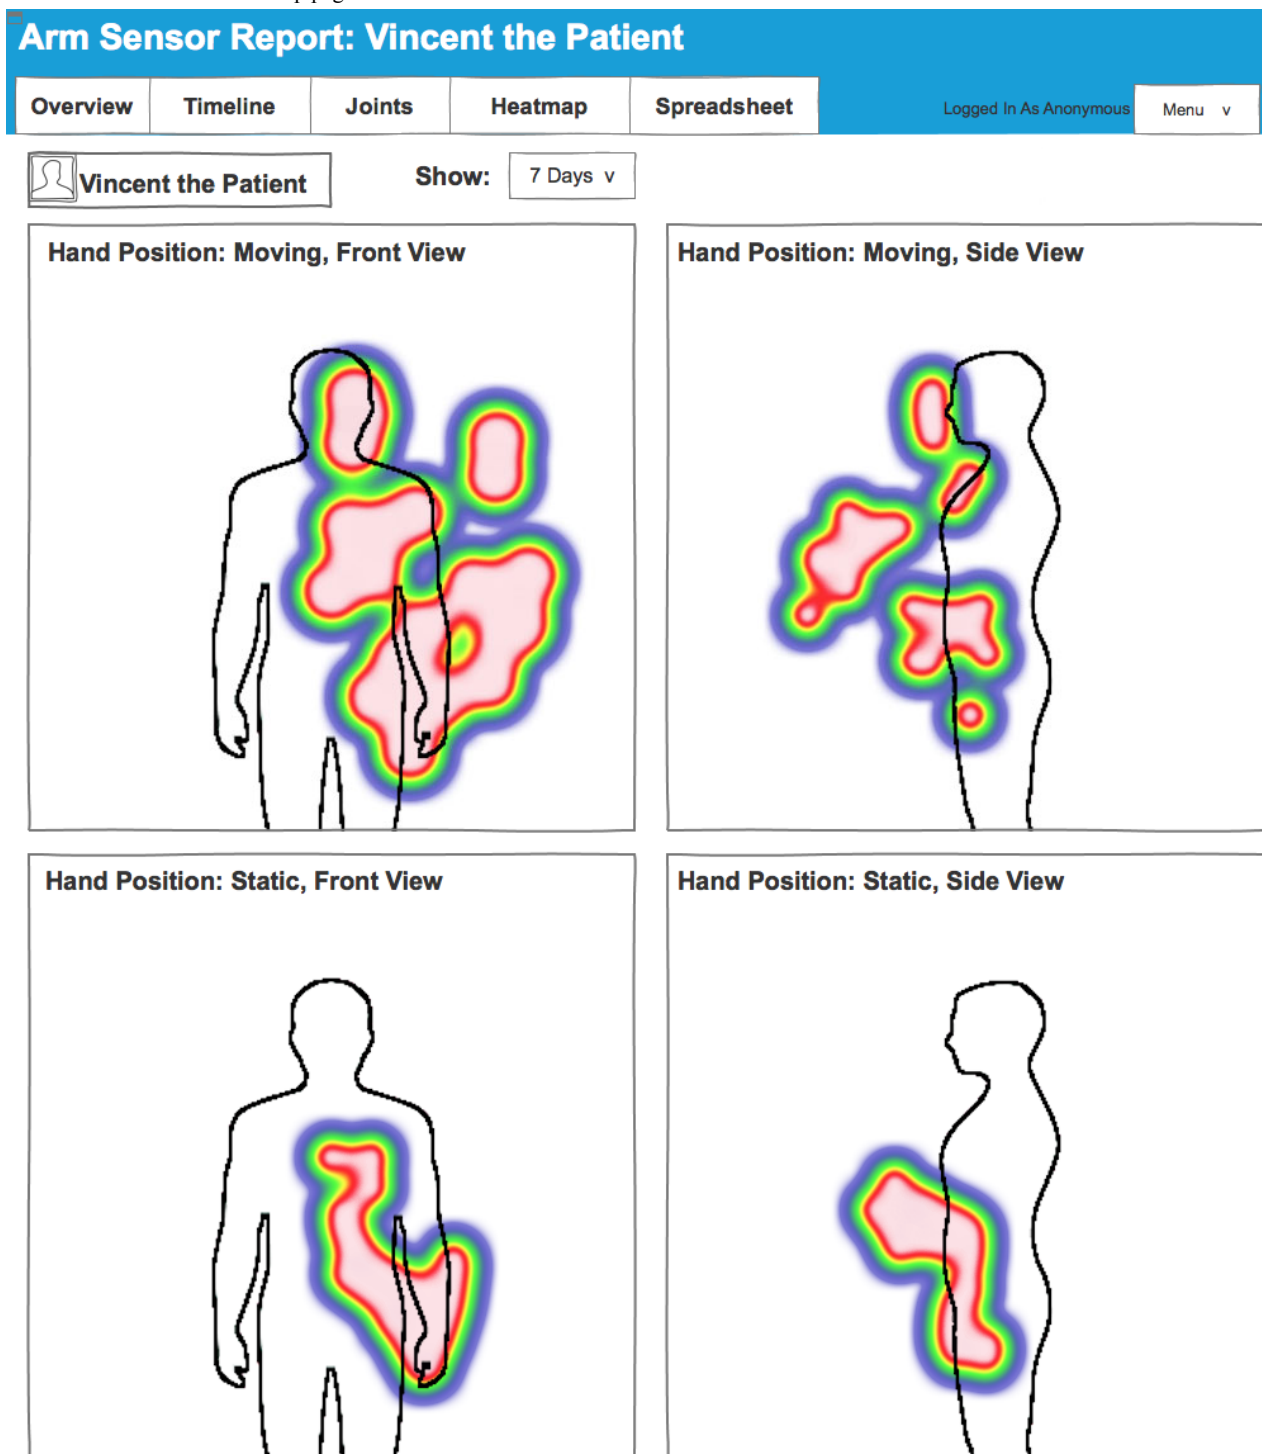 Arm Sensor Report: Vincent the Patient
Overview Timeline Joints Heatmap Spreadsheet Logged In As Anonymous Menu v
Vincent the Patient Show: 7 Days v
Hand Position: Moving, Front View
Hand Position: Moving, Side View
Hand Position: Static, Front View
Hand Position: Static, Side View